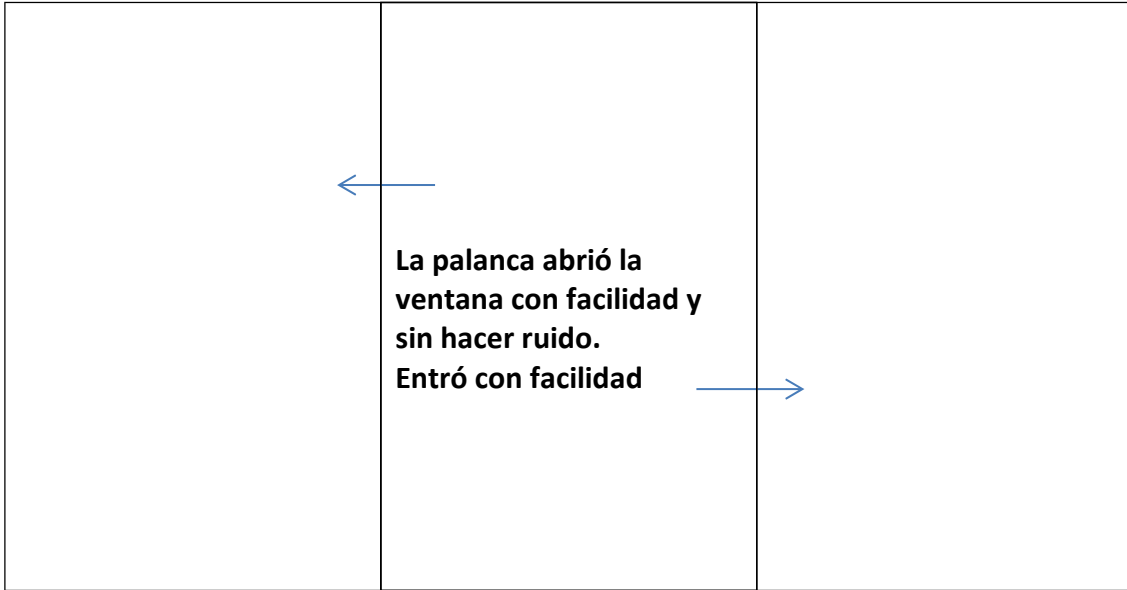 La palanca abrió la
ventana con facilidad y
sin hacer ruido.
Entró con facilidad